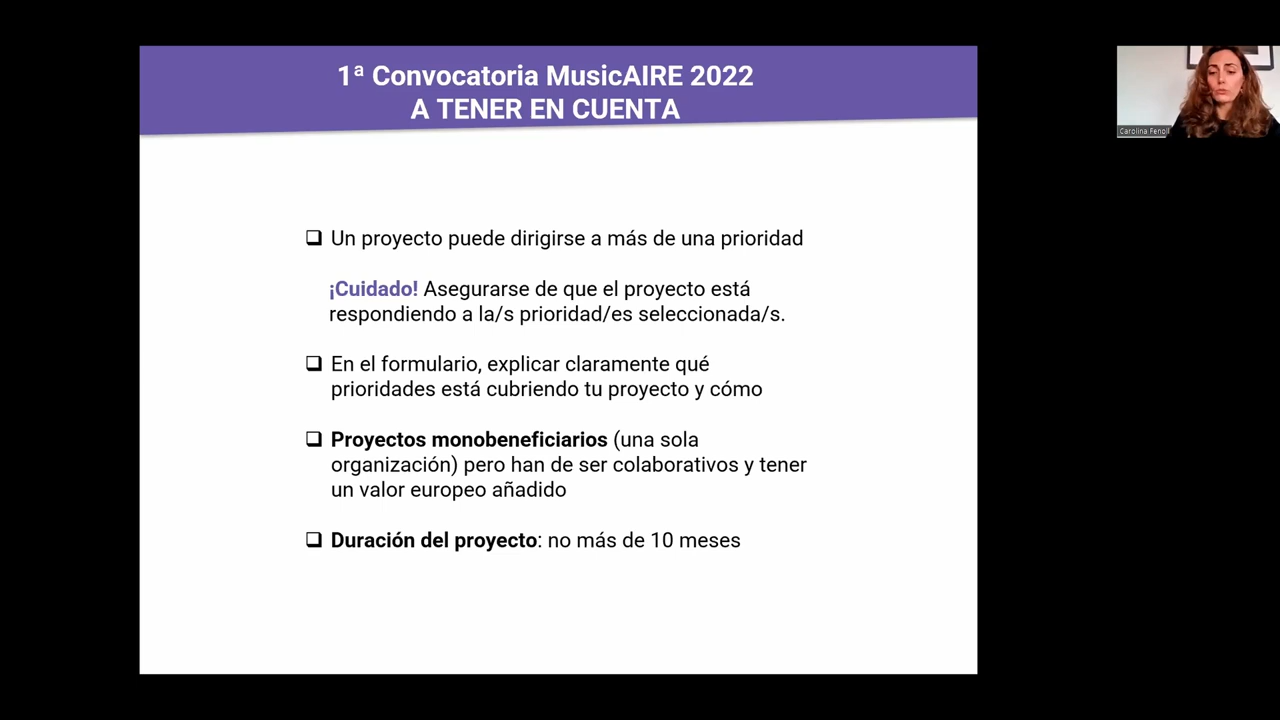 1ª Convocatoria MusicAIRE 2022
A TENER EN CUENTA
Un proyecto puede dirigirse a más de una prioridad
¡Cuidado! Asegurarse de que el proyecto está
respondiendo a la/s prioridad/es seleccionada/s.
En el formulario, explicar claramente qué
prioridades está cubriendo tu proyecto y cómo
Proyectos monobeneficiarios (una sola
organización) pero han de ser colaborativos y tener
un valor europeo añadido
Duración del proyecto: no más de 10 meses
Carolina Fenoll